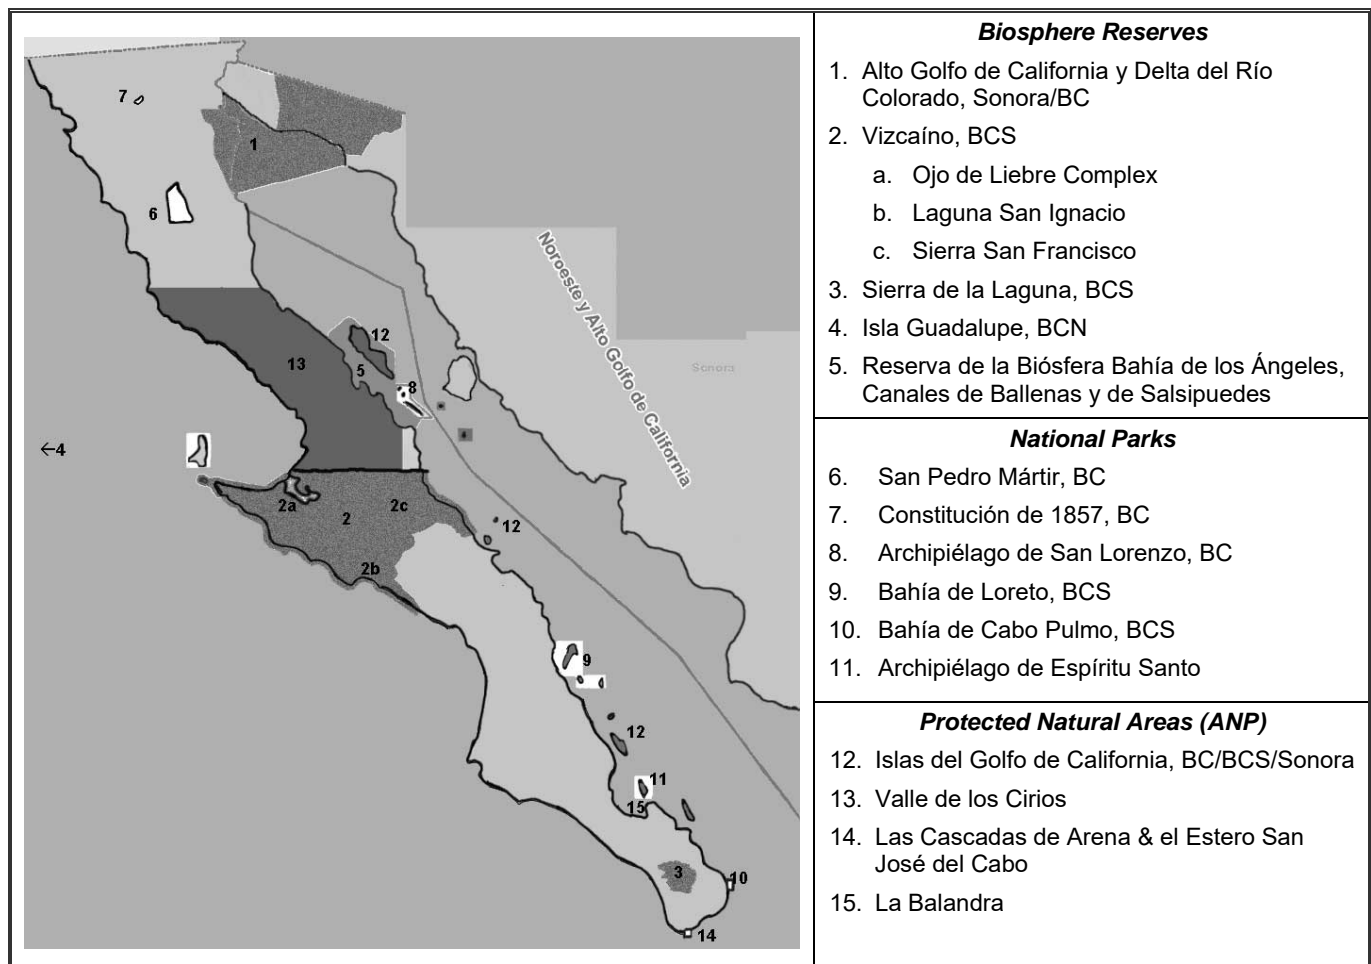 7
1
6
12
13
5
8
Noroeste y Alto Golfo de California
Sonora
←4
2a
2
2c
12
2b
9
12
11
15
3
10
14
Biosphere Reserves
1. Alto Golfo de California y Delta del Río
Colorado, Sonora/BC
2. Vizcaíno, BCS
a. Ojo de Liebre Complex
b. Laguna San Ignacio
c. Sierra San Francisco
3. Sierra de la Laguna, BCS
4. Isla Guadalupe, BCN
5. Reserva de la Biósfera Bahía de los Ángeles,
Canales de Ballenas y de Salsipuedes
National Parks
6. San Pedro Mártir, BC
7. Constitución de 1857, BC
8. Archipiélago de San Lorenzo, BC
9. Bahía de Loreto, BCS
10. Bahía de Cabo Pulmo, BCS
11. Archipiélago de Espíritu Santo
Protected Natural Areas (ANP)
12. Islas del Golfo de California, BC/BCS/Sonora
13. Valle de los Cirios
14. Las Cascadas de Arena & el Estero San
José del Cabo
15. La Balandra